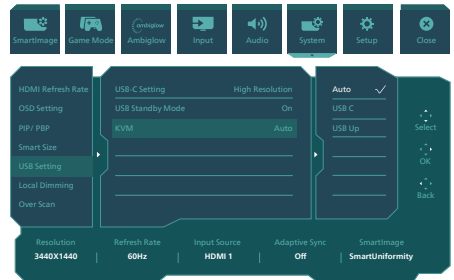 SmartImage
Game Mode
ambiglow
Ambiglow
Input
Audio
System
Setup
Close
HDMI Refresh Rate
OSD Setting
PIP/ PBP
Smart Size
USB Setting
Local Dimming
Over Scan
USB-C Setting High Resolution
USB Standby Mode On
KVM Auto
Auto
USB C
USB Up
Select
OK
Back
Resolution Refresh Rate Input Source Adaptive Sync SmartImage
3440X1440 60Hz HDMI 1 Off SmartUniformity